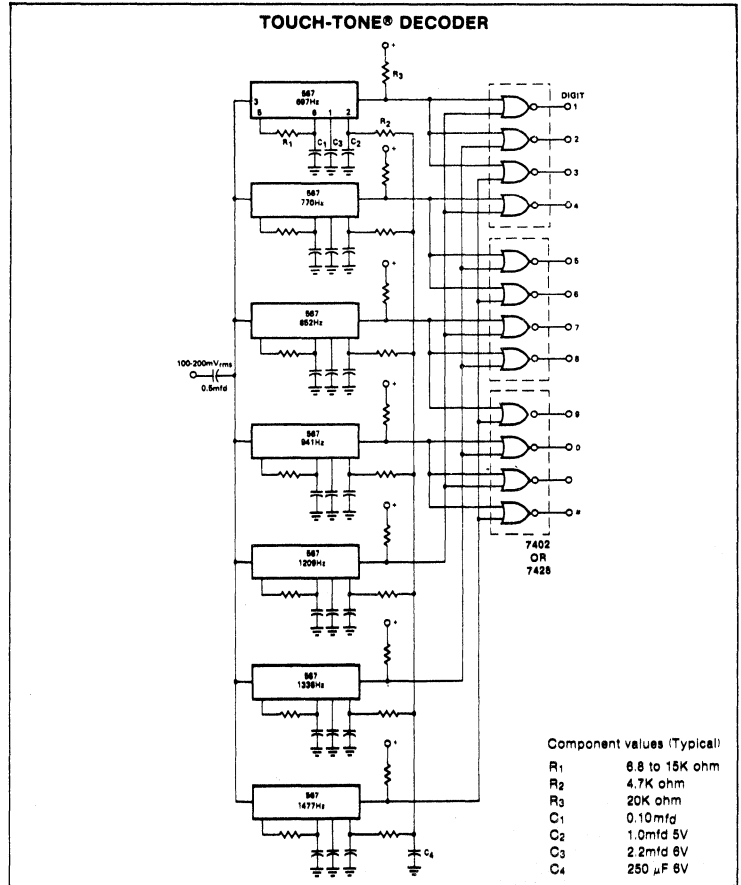 TOUCH-TONE® DECODER
+
R3
DIGIT
567
697Hz
3
5
6
1
2
R1
C1
C3
C2
R2
1
2
3
4
+
567
770Hz
+
5
6
7
8
567
852Hz
100-200mVrms
0.5mfd
+
567
941Hz
9
0
#
7402
OR
7428
+
567
1209Hz
+
567
1336Hz
+
567
1477Hz
C4
Component values (Typical)
R1 6.8 to 15K ohm
R2 4.7K ohm
R3 20K ohm
C1 0.10mfd
C2 1.0mfd 5V
C3 2.2mfd 6V
C4 250 µF 6V